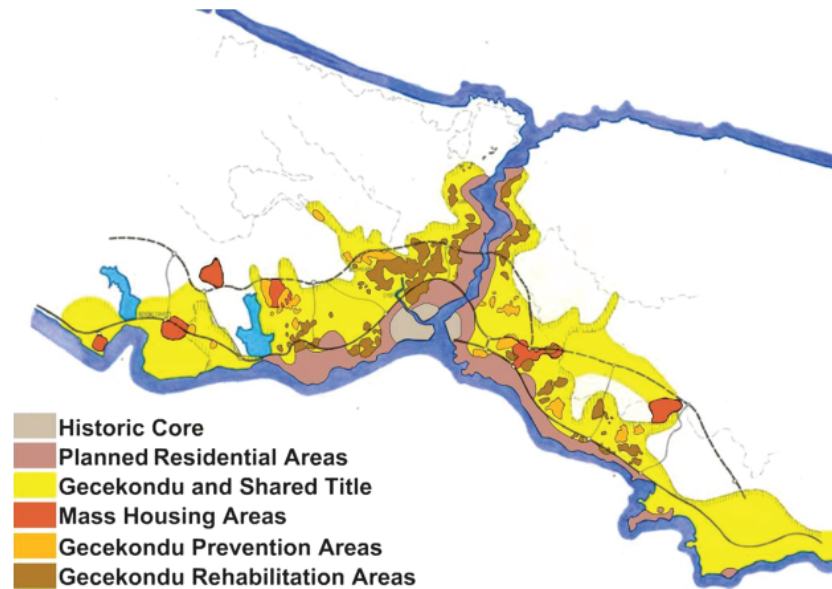 Historic Core
Planned Residential Areas
Gecekondu and Shared Title
Mass Housing Areas
Gecekondu Prevention Areas
Gecekondu Rehabilitation Areas